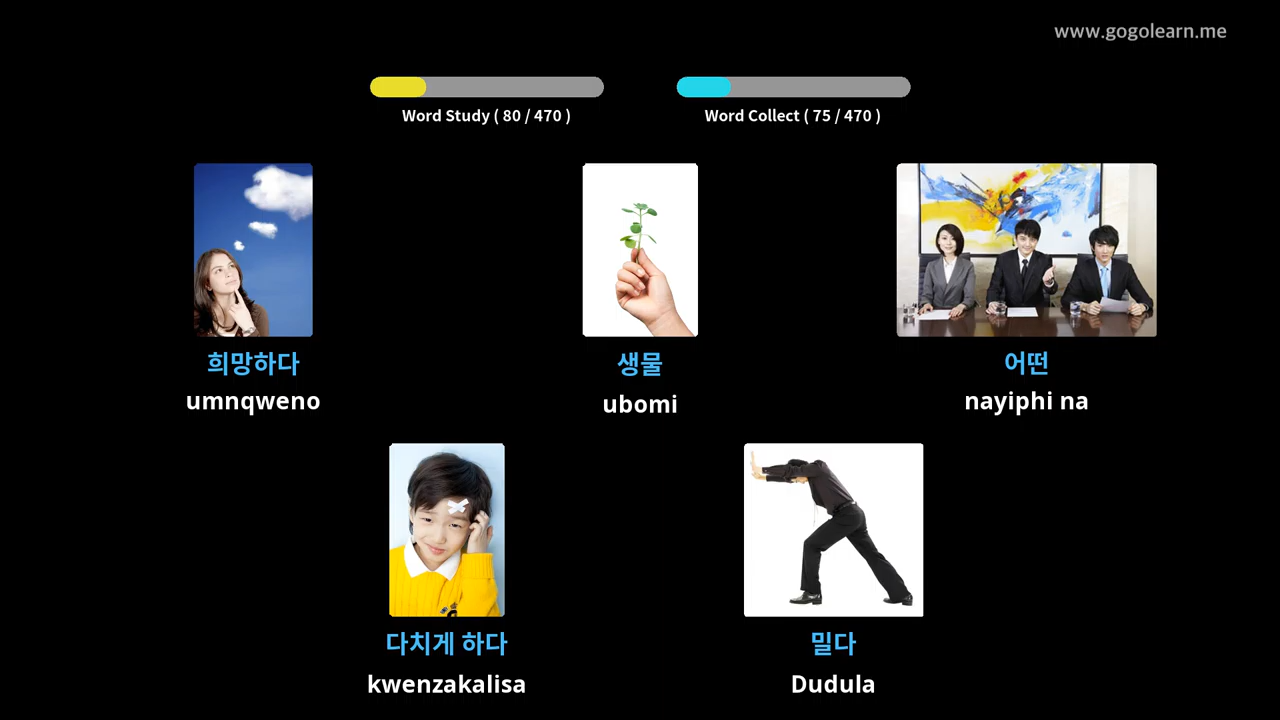 www.gogolearn.me
Word Study ( 80 / 470 )
Word Collect ( 75 / 470 )
희망하다
umnqweno
생물
ubomi
어떤
nayiphi na
다치게 하다
kwenzakalisa
밀다
Dudula